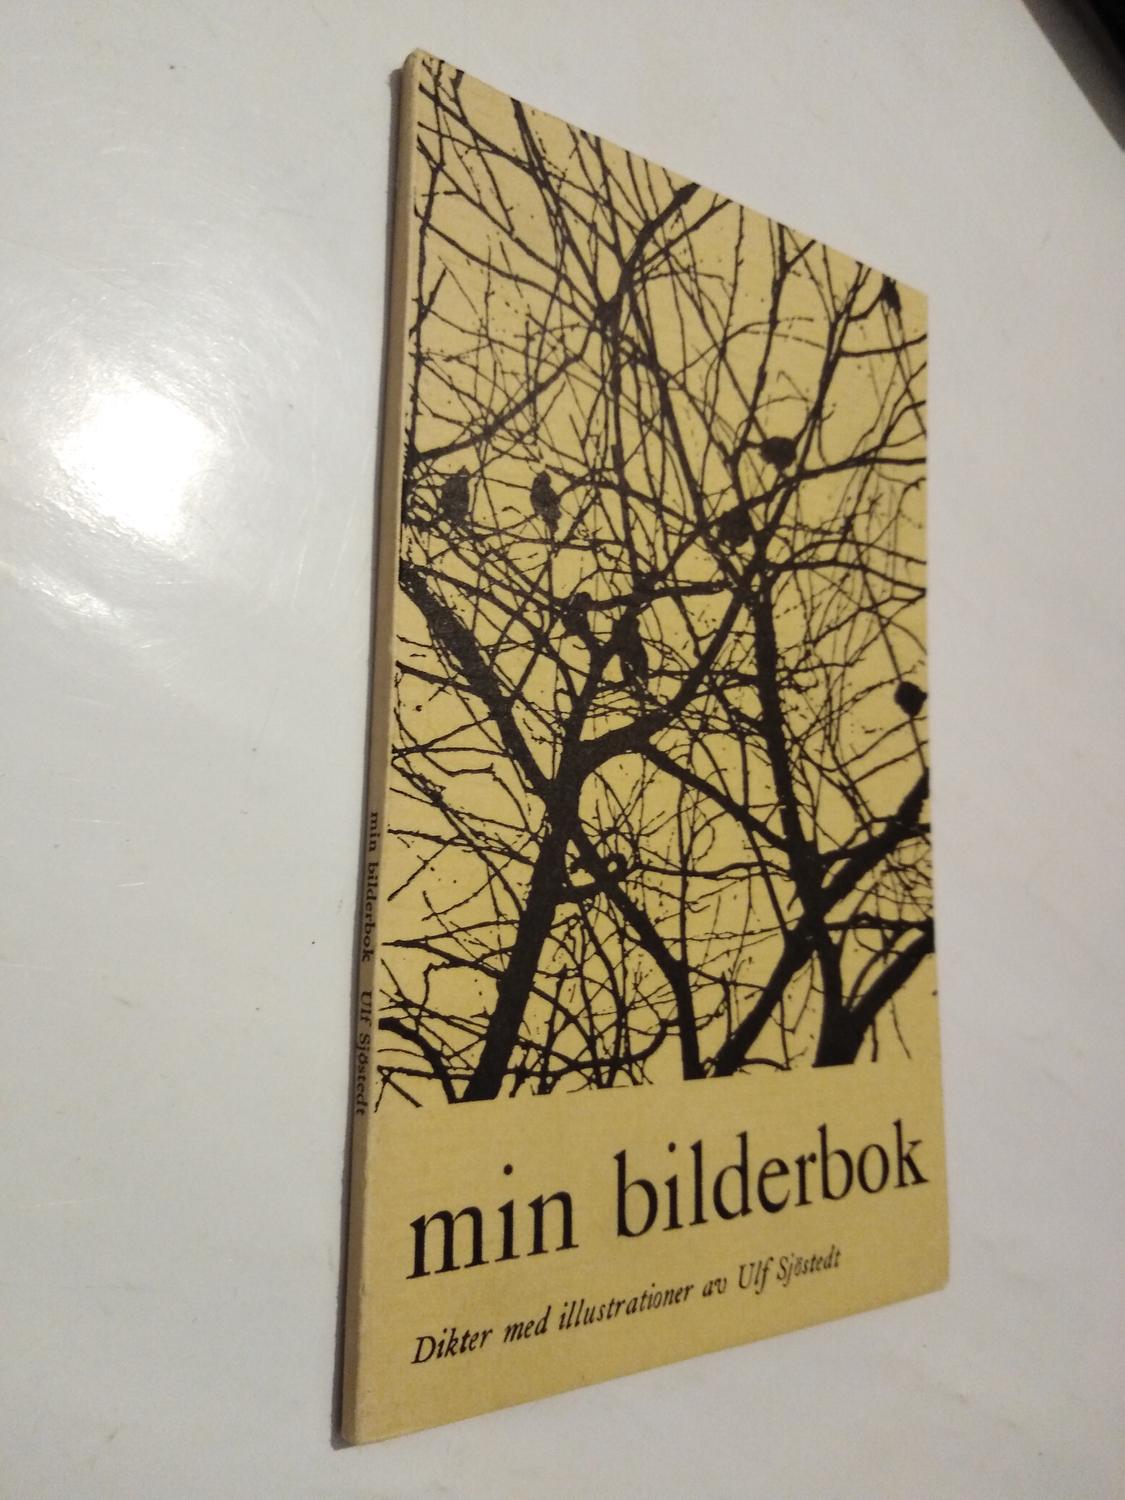 min bilderbok
Dikter med illustrationer av Ulf Sjöstedt
min bilderbok Ulf Sjöstedt